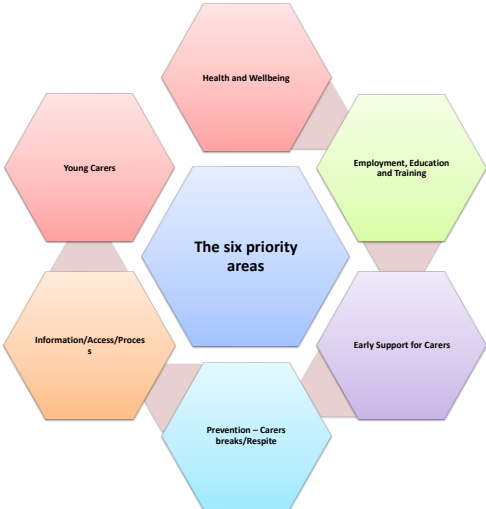 Health and Wellbeing
Employment, Education
and Training
Early Support for Carers
Prevention – Carers
breaks/Respite
Information/Access/Proces
s
Young Carers
The six priority
areas